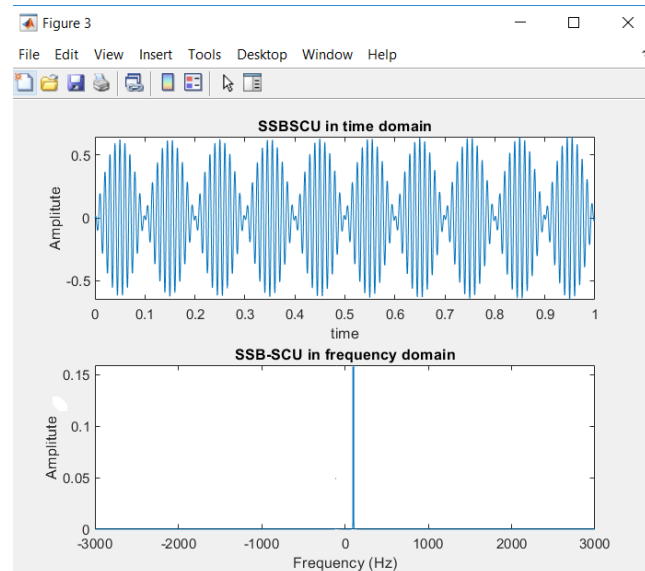 Figure 3
File Edit View Insert Tools Desktop Window Help
SSBSCU in time domain
Amplitute
0.5
0
-0.5
0 0.1 0.2 0.3 0.4 0.5 0.6 0.7 0.8 0.9 1
time
SSB-SCU in frequency domain
Amplitute
0.15
0.1
0.05
0
-3000 -2000 -1000 0 1000 2000 3000
Frequency (Hz)